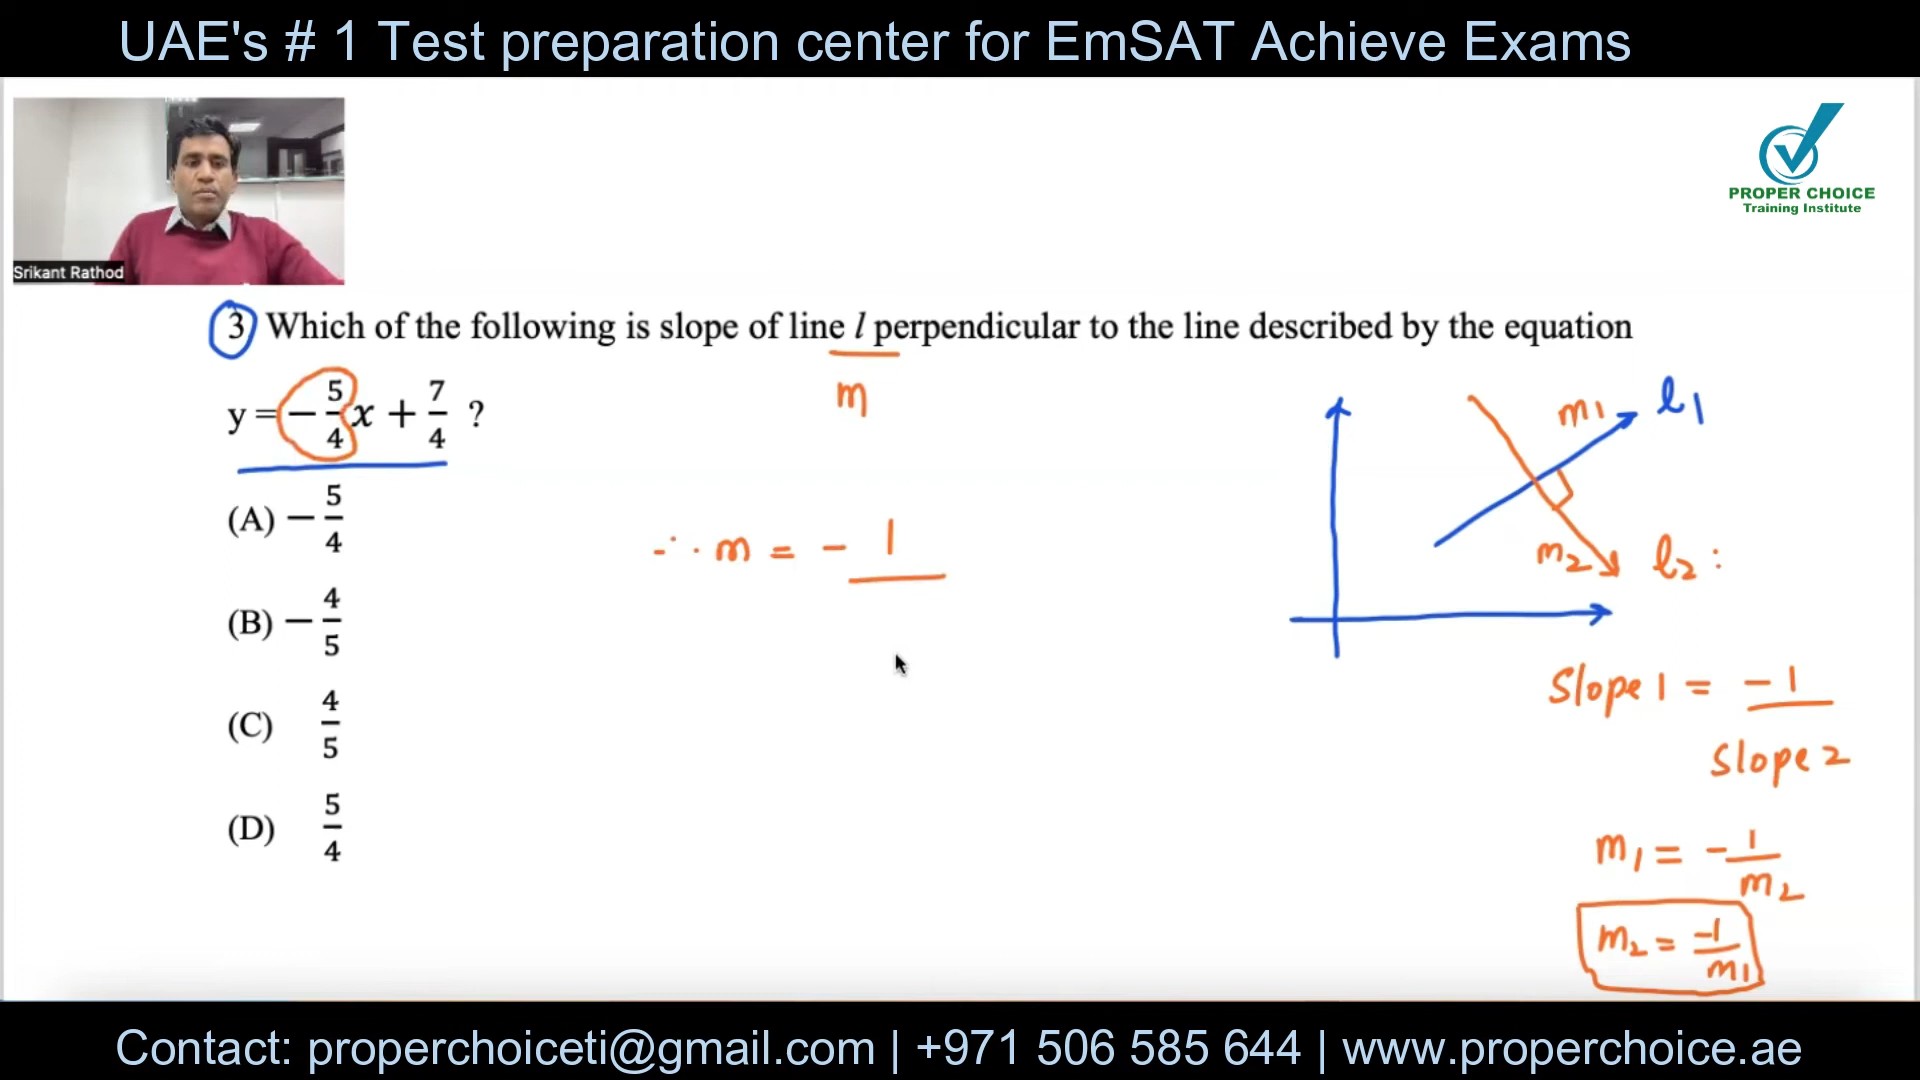 UAE's # 1 Test preparation center for EmSAT Achieve Exams
PROPER CHOICE
Training Institute
Srikant Rathod
3 Which of the following is slope of line l perpendicular to the line described by the equation
m
y = − 5/4 x + 7/4 ?
(A) − 5/4
(B) − 4/5
(C) 4/5
(D) 5/4
∴ m = - 1
m1
l1
m2
l2 :
Slope 1 = -1
Slope 2
m1 = - 1/m2
m2 = -1/m1
Contact: properchoiceti@gmail.com | +971 506 585 644 | www.properchoice.ae